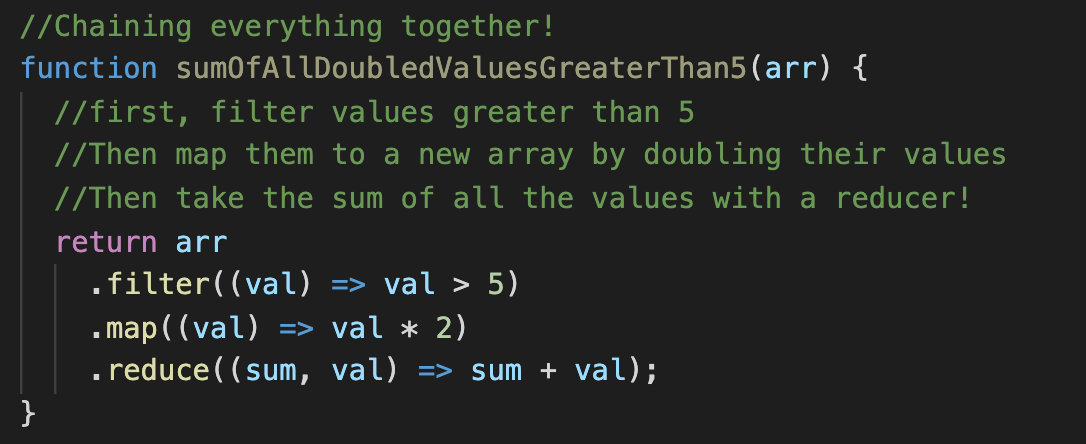 //Chaining everything together!
function sumOfAllDoubledValuesGreaterThan5(arr) {
  //first, filter values greater than 5
  //Then map them to a new array by doubling their values
  //Then take the sum of all the values with a reducer!
  return arr
    .filter((val) => val > 5)
    .map((val) => val * 2)
    .reduce((sum, val) => sum + val);
}